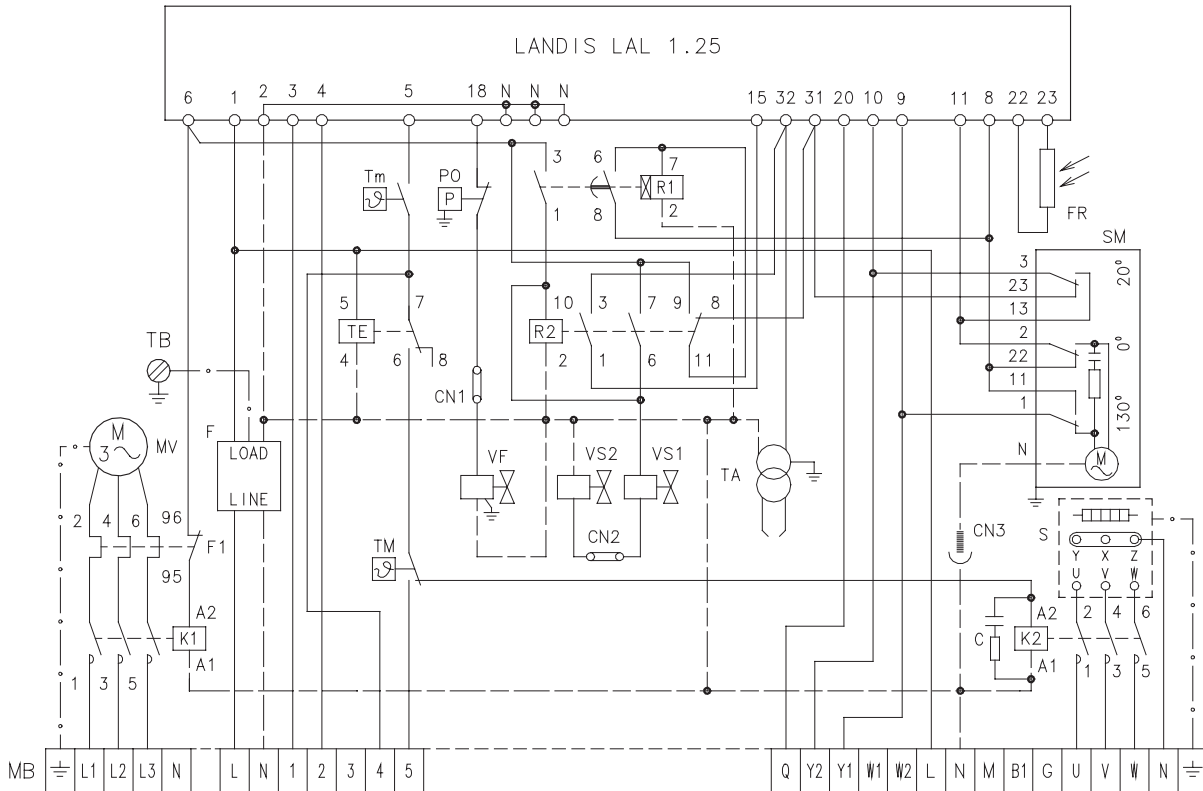 LANDIS LAL 1.25
6 1 2 3 4 5 18 N N N 15 32 31 20 10 9 11 8 22 23
3 6 7
Tm PO P R1
1 8 2
FR
SM
3 20°
23
13
5 7 10 3 7 9 8
TE R2
2 0°
4 6 8 2 1 6 11
22
TB
CN1
11
1 130°
F
M 3 MV
LOAD
LINE
VF VS2 VS1 TA
N M
2 4 6 96
F1
95
CN2
CN3
S
Y X Z
U V W
TM
A2
K1
A1
C
A2
K2
A1
2 4 6
1 3 5
1 3 5
MB L1 L2 L3 N L N 1 2 3 4 5 Q Y2 Y1 W1 W2 L N M B1 G U V W N